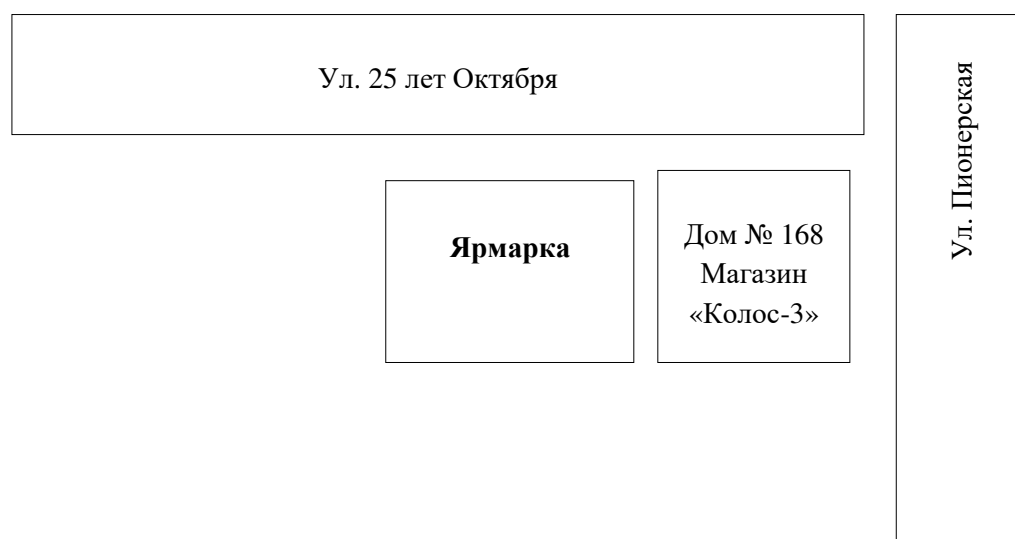 Ул. 25 лет Октября
Ул. Пионерская
Ярмарка
Дом № 168
Магазин
«Колос-3»